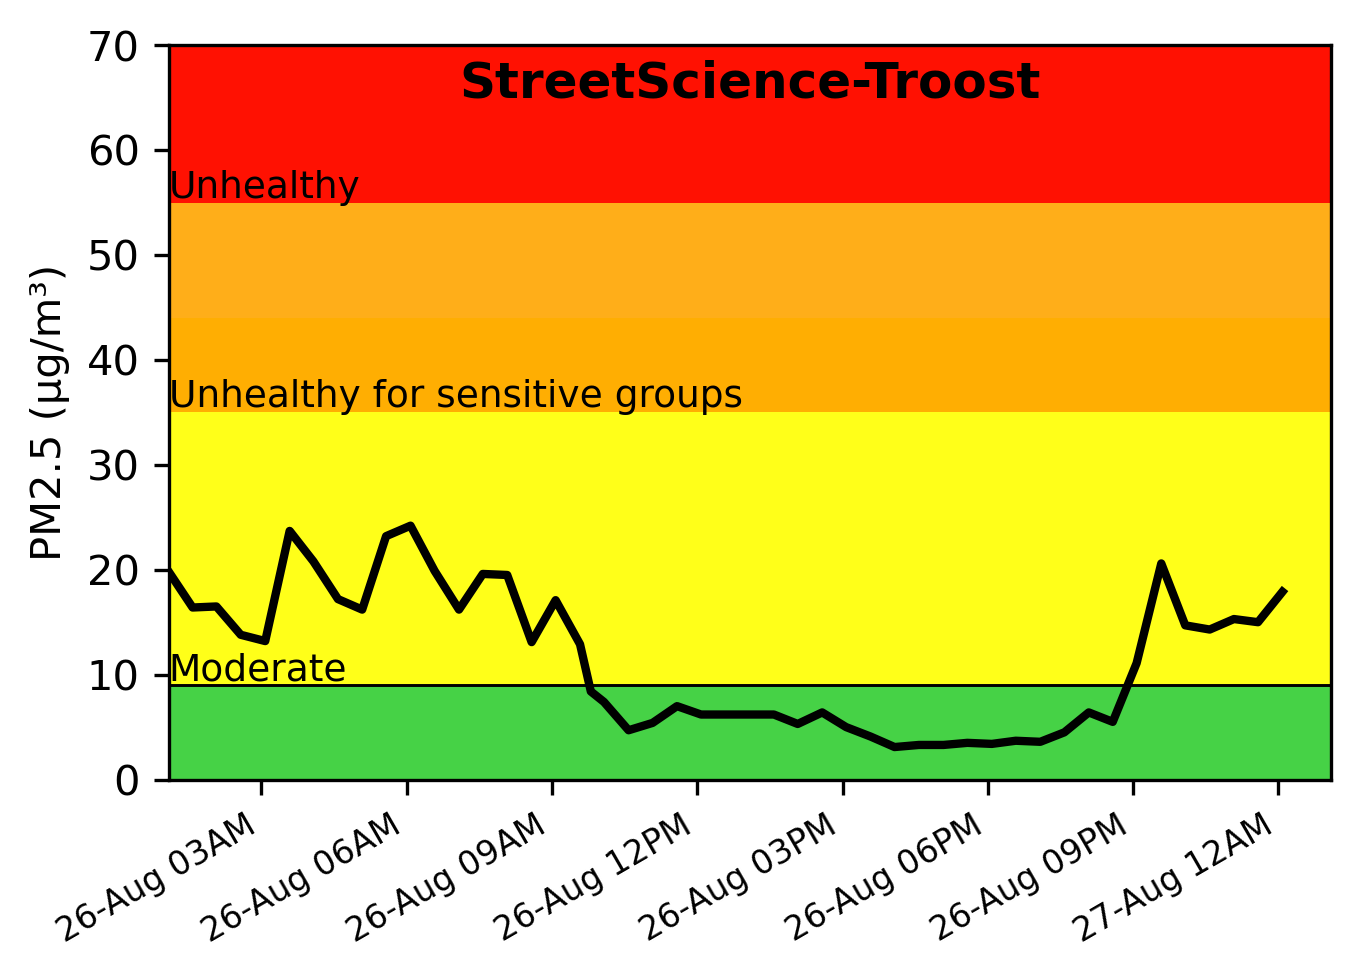 StreetScience-Troost
PM2.5 (µg/m³)
70
60
50
40
30
20
10
0
Unhealthy
Unhealthy for sensitive groups
Moderate
26-Aug 03AM
26-Aug 06AM
26-Aug 09AM
26-Aug 12PM
26-Aug 03PM
26-Aug 06PM
26-Aug 09PM
27-Aug 12AM